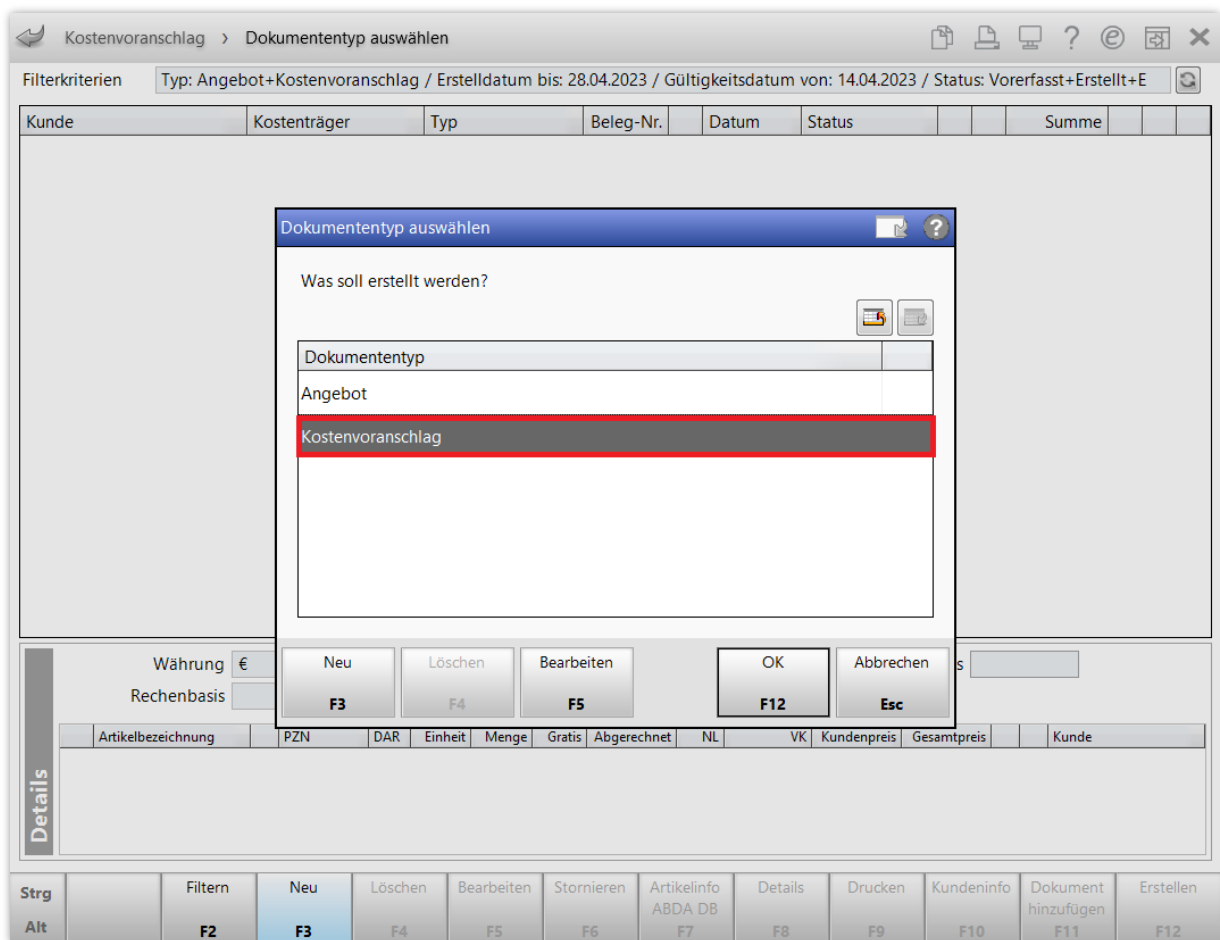 Kostenvoranschlag › Dokumententyp auswählen
Filterkriterien Typ: Angebot+Kostenvoranschlag / Erstelldatum bis: 28.04.2023 / Gültigkeitsdatum von: 14.04.2023 / Status: Vorerfasst+Erstellt+E
Kunde Kostenträger Typ Beleg-Nr. Datum Status Summe
Dokumententyp auswählen
Was soll erstellt werden?
Dokumententyp
Angebot
Kostenvoranschlag
Neu Löschen Bearbeiten OK Abbrechen
F3 F4 F5 F12 Esc
Währung € s
Rechenbasis
Details
Artikelbezeichnung PZN DAR Einheit Menge Gratis Abgerechnet NL VK Kundenpreis Gesamtpreis Kunde
Strg Filtern Neu Löschen Bearbeiten Stornieren Artikelinfo Details Drucken Kundeninfo Dokument Erstellen
ABDA DB hinzufügen
Alt F2 F3 F4 F5 F6 F7 F8 F9 F10 F11 F12